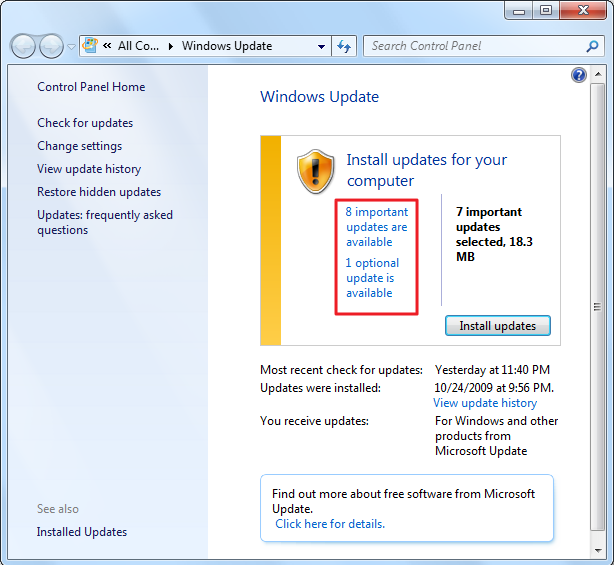 All Co... Windows Update Search Control Panel
Control Panel Home
Check for updates
Change settings
View update history
Restore hidden updates
Updates: frequently asked
questions
See also
Installed Updates
Windows Update
Install updates for your
computer
8 important
updates are
available
1 optional
update is
available
7 important
updates
selected, 18.3
MB
Install updates
Most recent check for updates: Yesterday at 11:40 PM
Updates were installed: 10/24/2009 at 9:56 PM.
View update history
You receive updates: For Windows and other
products from
Microsoft Update
Find out more about free software from Microsoft
Update.
Click here for details.